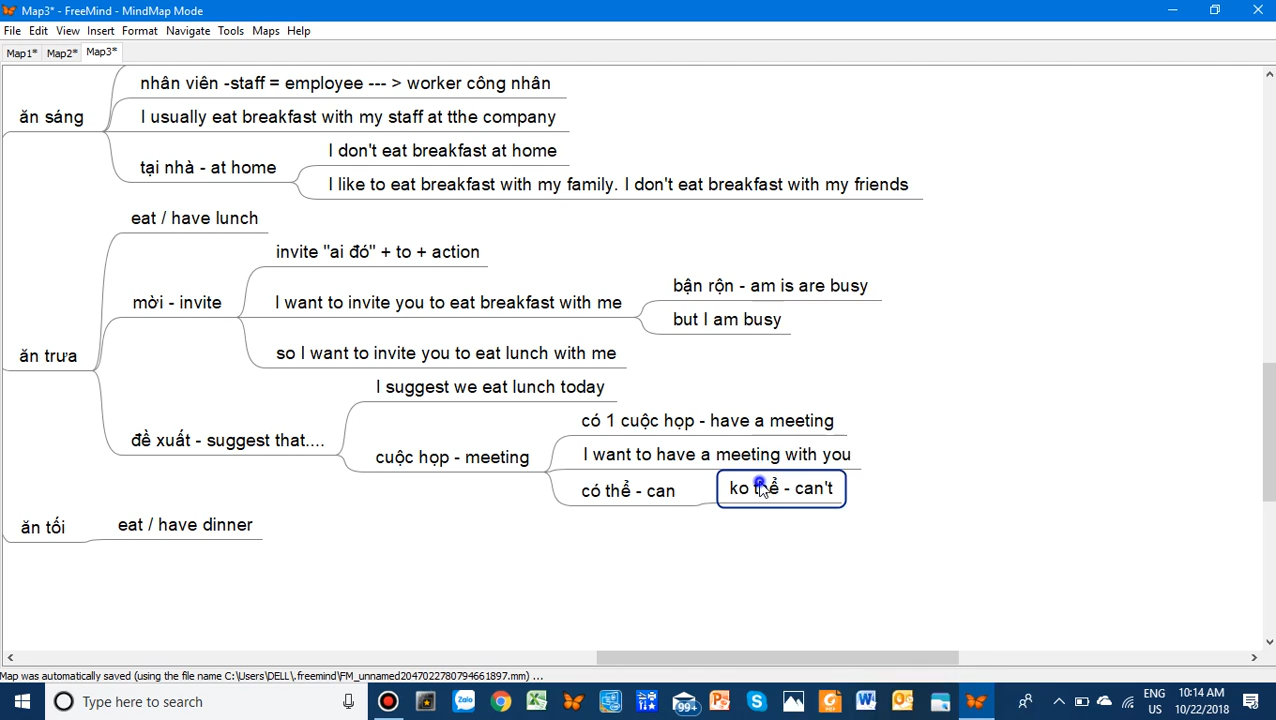 Map3* - FreeMind - MindMap Mode
File Edit View Insert Format Navigate Tools Maps Help
Map1* Map2* Map3*
ăn sáng
nhân viên -staff = employee --- > worker công nhân
I usually eat breakfast with my staff at tthe company
tại nhà - at home
I don't eat breakfast at home
I like to eat breakfast with my family. I don't eat breakfast with my friends
ăn trưa
eat / have lunch
mời - invite
invite "ai đó" + to + action
I want to invite you to eat breakfast with me
bận rộn - am is are busy
but I am busy
so I want to invite you to eat lunch with me
đề xuất - suggest that....
I suggest we eat lunch today
cuộc họp - meeting
có 1 cuộc họp - have a meeting
I want to have a meeting with you
có thể - can
ko thể - can't
ăn tối
eat / have dinner
Map was automatically saved (using the file name C:\Users\DELL\.freemind\FM_unnamed2047022780794661897.mm) ...
Type here to search
Zalo
99+
ENG
US
10:14 AM
10/22/2018